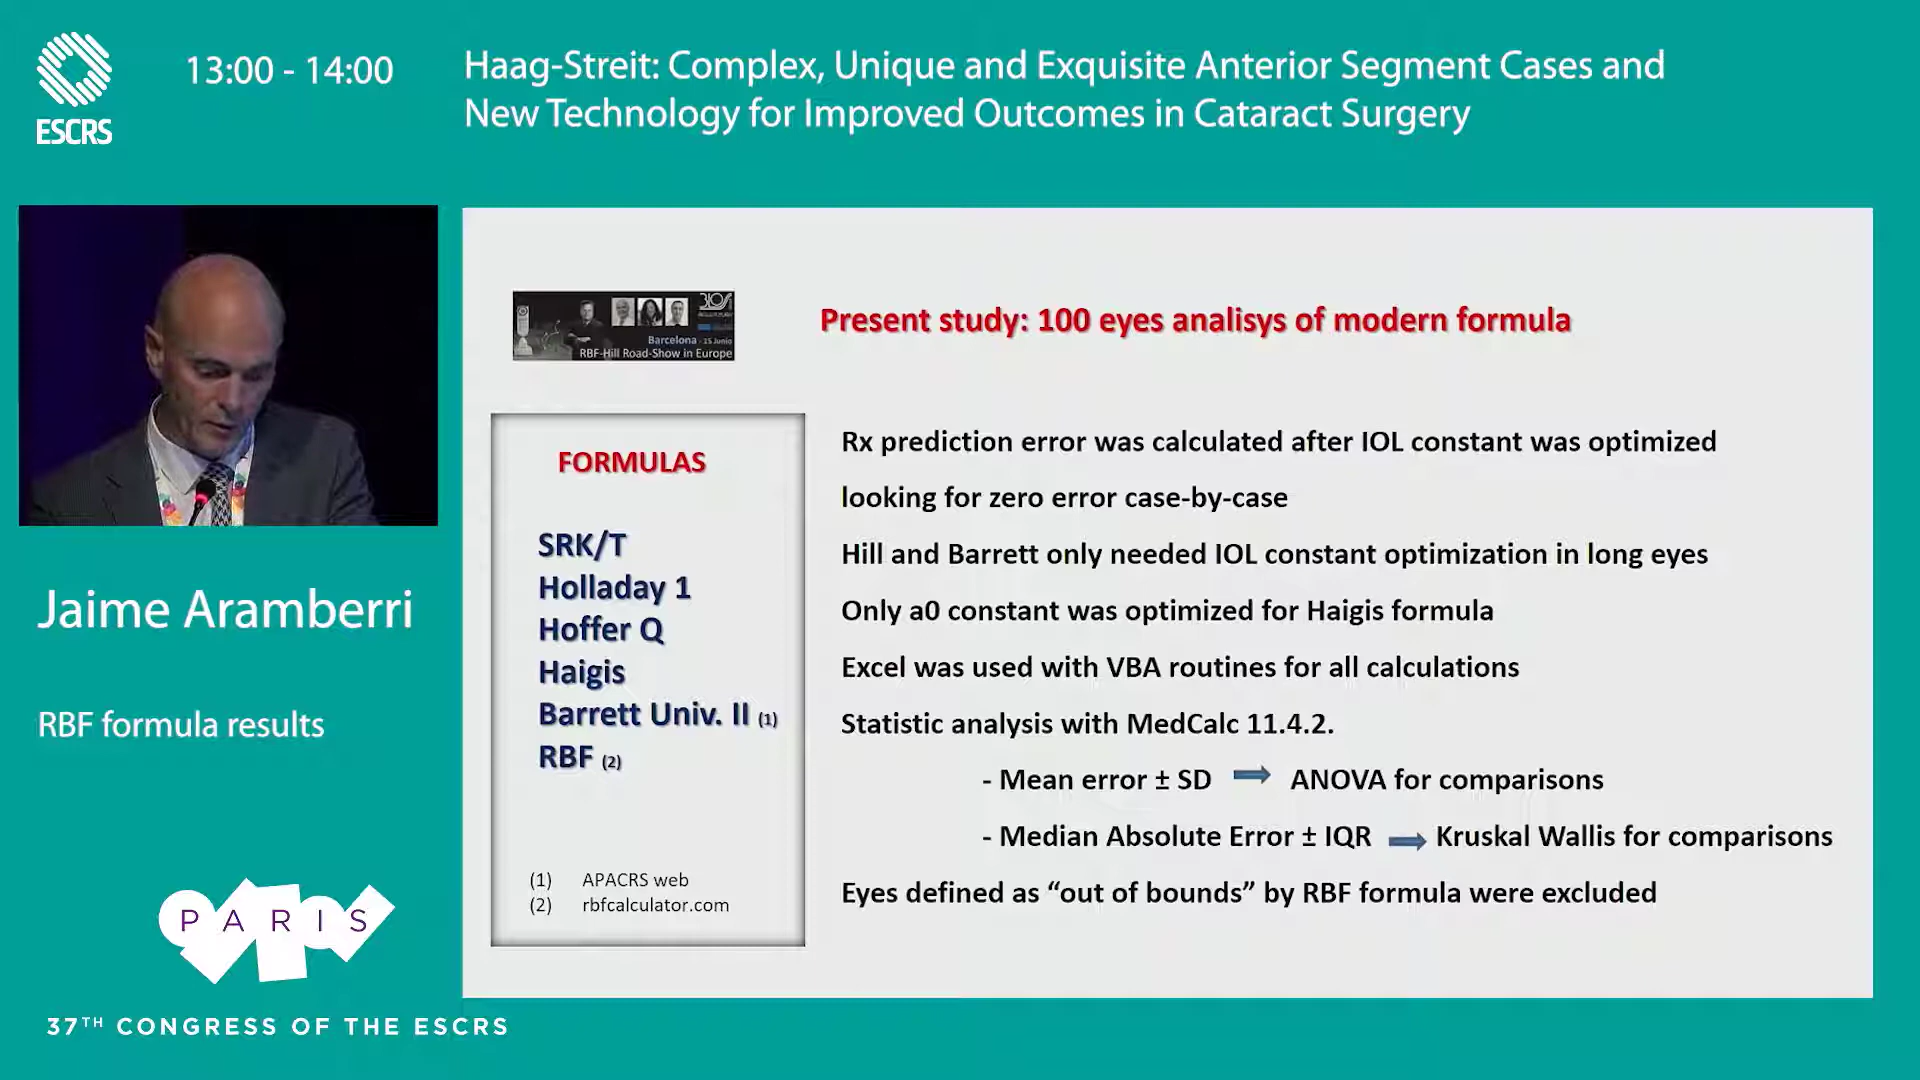 ESCRS
13:00 - 14:00
Haag-Streit: Complex, Unique and Exquisite Anterior Segment Cases and
New Technology for Improved Outcomes in Cataract Surgery
Barcelona - 15 Junio
RBF-Hill Road-Show in Europe
Present study: 100 eyes analisys of modern formula
FORMULAS
SRK/T
Holladay 1
Hoffer Q
Haigis
Barrett Univ. II (1)
RBF (2)
(1) APACRS web
(2) rbfcalculator.com
Rx prediction error was calculated after IOL constant was optimized
looking for zero error case-by-case
Hill and Barrett only needed IOL constant optimization in long eyes
Only a0 constant was optimized for Haigis formula
Excel was used with VBA routines for all calculations
Statistic analysis with MedCalc 11.4.2.
- Mean error ± SD ANOVA for comparisons
- Median Absolute Error ± IQR Kruskal Wallis for comparisons
Eyes defined as “out of bounds” by RBF formula were excluded
Jaime Aramberri
RBF formula results
PARIS
37TH CONGRESS OF THE ESCRS